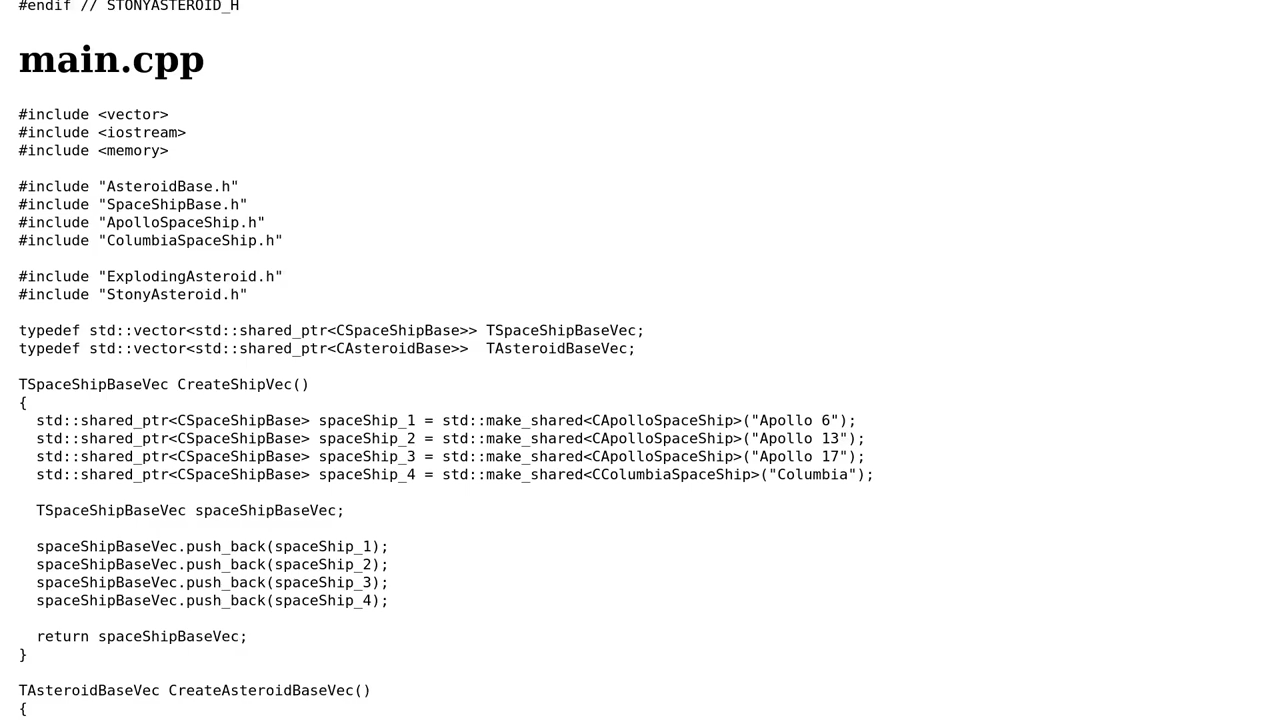 #endif // STONYASTEROID_H
main.cpp
#include <vector>
#include <iostream>
#include <memory>
#include "AsteroidBase.h"
#include "SpaceShipBase.h"
#include "ApolloSpaceShip.h"
#include "ColumbiaSpaceShip.h"
#include "ExplodingAsteroid.h"
#include "StonyAsteroid.h"
typedef std::vector<std::shared_ptr<CSpaceShipBase>> TSpaceShipBaseVec;
typedef std::vector<std::shared_ptr<CAsteroidBase>>  TAsteroidBaseVec;
TSpaceShipBaseVec CreateShipVec()
{
  std::shared_ptr<CSpaceShipBase> spaceShip_1 = std::make_shared<CApolloSpaceShip>("Apollo 6");
  std::shared_ptr<CSpaceShipBase> spaceShip_2 = std::make_shared<CApolloSpaceShip>("Apollo 13");
  std::shared_ptr<CSpaceShipBase> spaceShip_3 = std::make_shared<CApolloSpaceShip>("Apollo 17");
  std::shared_ptr<CSpaceShipBase> spaceShip_4 = std::make_shared<CColumbiaSpaceShip>("Columbia");
  TSpaceShipBaseVec spaceShipBaseVec;
  spaceShipBaseVec.push_back(spaceShip_1);
  spaceShipBaseVec.push_back(spaceShip_2);
  spaceShipBaseVec.push_back(spaceShip_3);
  spaceShipBaseVec.push_back(spaceShip_4);
  return spaceShipBaseVec;
}
TAsteroidBaseVec CreateAsteroidBaseVec()
{